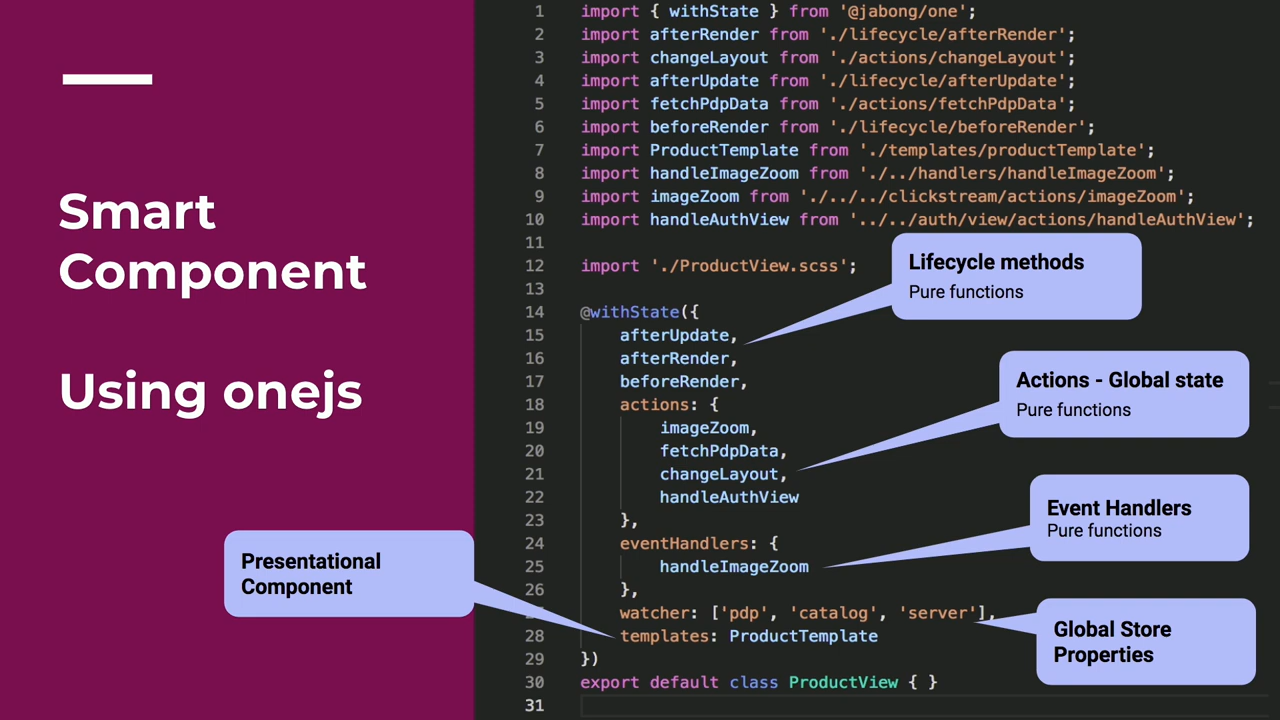 Smart
Component
Using onejs
1 import { withState } from '@jabong/one';
2 import afterRender from './lifecycle/afterRender';
3 import changeLayout from './actions/changeLayout';
4 import afterUpdate from './lifecycle/afterUpdate';
5 import fetchPdpData from './actions/fetchPdpData';
6 import beforeRender from './lifecycle/beforeRender';
7 import ProductTemplate from './templates/productTemplate';
8 import handleImageZoom from './../handlers/handleImageZoom';
9 import imageZoom from './../../clickstream/actions/imageZoom';
10 import handleAuthView from '../../auth/view/actions/handleAuthView';
11
12 import './ProductView.scss';
13
14 @withState({
15 afterUpdate,
16 afterRender,
17 beforeRender,
18 actions: {
19 imageZoom,
20 fetchPdpData,
21 changeLayout,
22 handleAuthView
23 },
24 eventHandlers: {
25 handleImageZoom
26 },
watcher: ['pdp', 'catalog', 'server'],
28 templates: ProductTemplate
29 })
30 export default class ProductView { }
31
Lifecycle methods
Pure functions
Actions - Global state
Pure functions
Event Handlers
Pure functions
Presentational
Component
Global Store
Properties